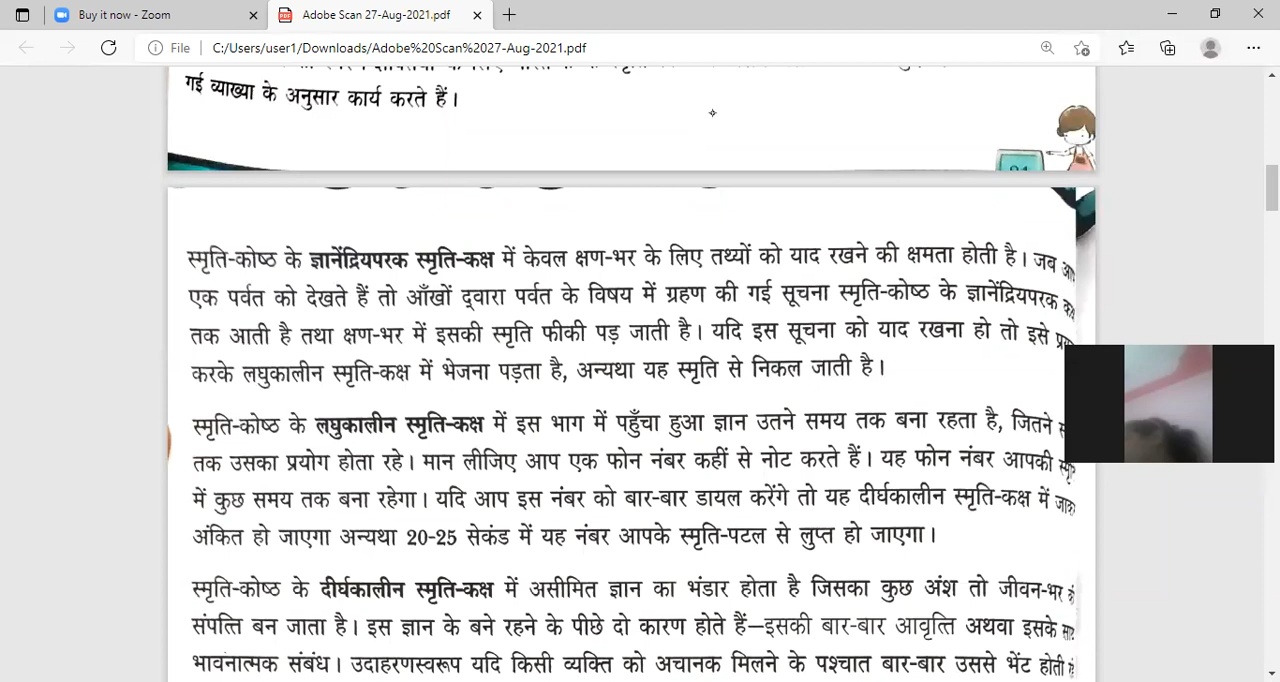 Buy it now - Zoom
Adobe Scan 27-Aug-2021.pdf
File
C:/Users/user1/Downloads/Adobe%20Scan%2027-Aug-2021.pdf
गई व्याख्या के अनुसार कार्य करते हैं।
स्मृति-कोष्ठ के ज्ञानेंद्रियपरक स्मृति-कक्ष में केवल क्षण-भर के लिए तथ्यों को याद रखने की क्षमता होती है। जब
एक पर्वत को देखते हैं तो आँखों द्वारा पर्वत के विषय में ग्रहण की गई सूचना स्मृति-कोष्ठ के ज्ञानेंद्रियपरक
तक आती है तथा क्षण-भर में इसकी स्मृति फीकी पड़ जाती है। यदि इस सूचना को याद रखना हो तो इसे
करके लघुकालीन स्मृति-कक्ष में भेजना पड़ता है, अन्यथा यह स्मृति से निकल जाती है।
स्मृति-कोष्ठ के लघुकालीन स्मृति-कक्ष में इस भाग में पहुँचा हुआ ज्ञान उतने समय तक बना रहता है, जितने
तक उसका प्रयोग होता रहे। मान लीजिए आप एक फोन नंबर कहीं से नोट करते हैं। यह फोन नंबर आपकी
में कुछ समय तक बना रहेगा। यदि आप इस नंबर को बार-बार डायल करेंगे तो यह दीर्घकालीन स्मृति-कक्ष में
अंकित हो जाएगा अन्यथा 20-25 सेकंड में यह नंबर आपके स्मृति-पटल से लुप्त हो जाएगा।
स्मृति-कोष्ठ के दीर्घकालीन स्मृति-कक्ष में असीमित ज्ञान का भंडार होता है जिसका कुछ अंश तो जीवन-भर
संपत्ति बन जाता है। इस ज्ञान के बने रहने के पीछे दो कारण होते हैं—इसकी बार-बार आवृत्ति अथवा इसके
भावनात्मक संबंध। उदाहरणस्वरूप यदि किसी व्यक्ति को अचानक मिलने के पश्चात बार-बार उससे भेंट होती